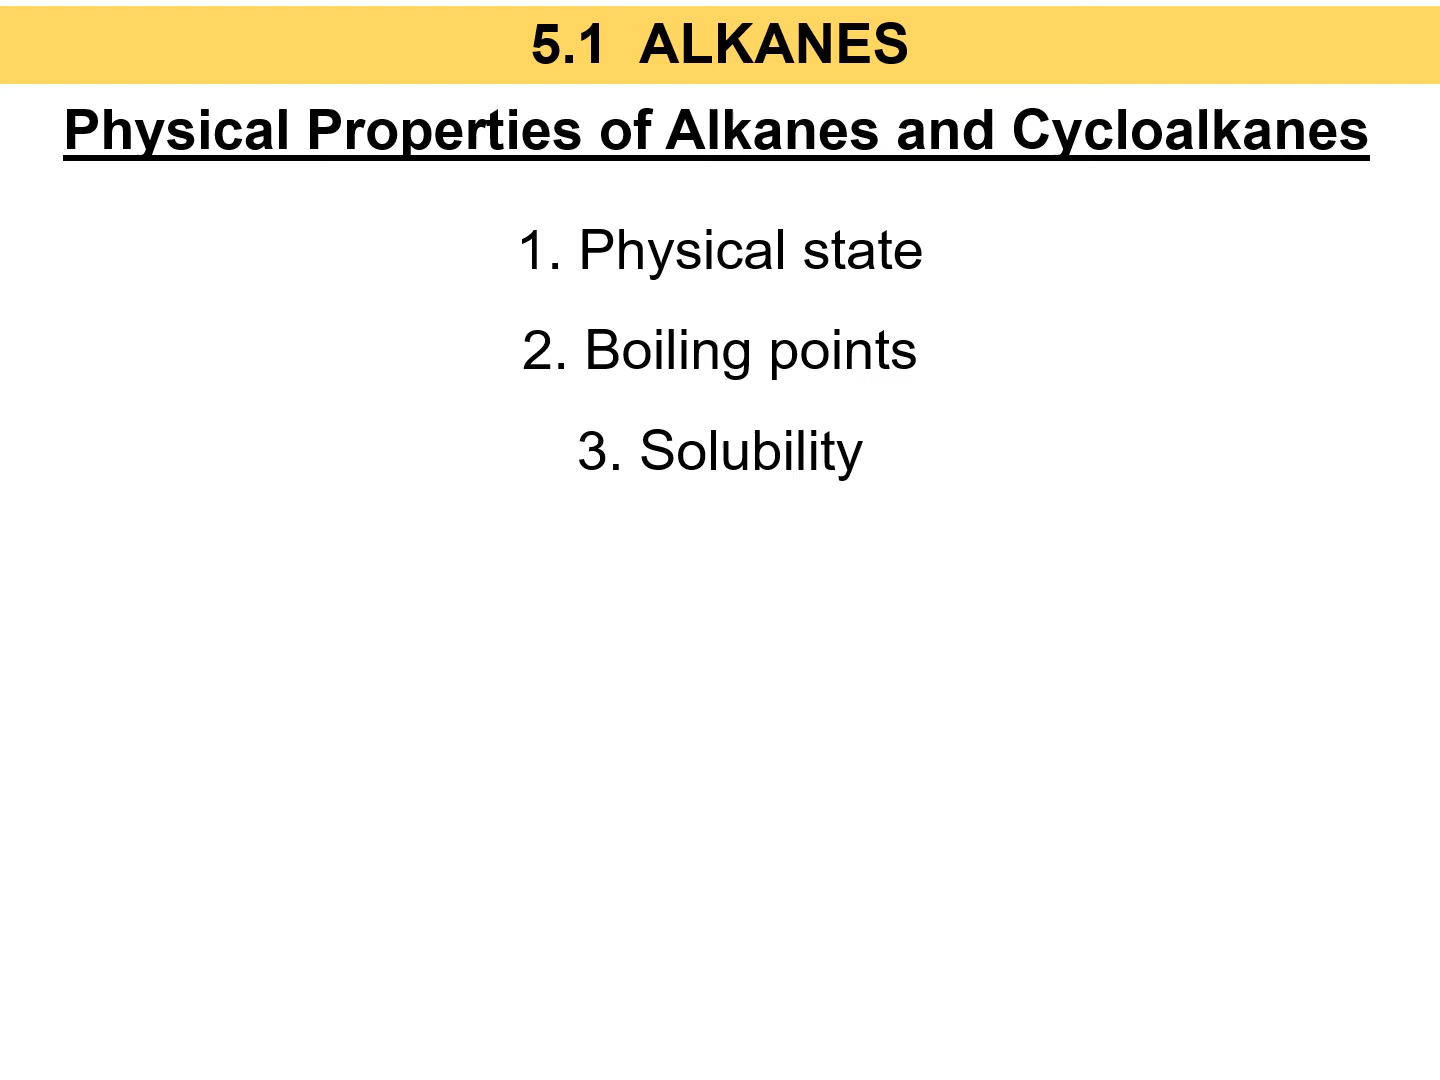 5.1 ALKANES
Physical Properties of Alkanes and Cycloalkanes
1. Physical state
2. Boiling points
3. Solubility